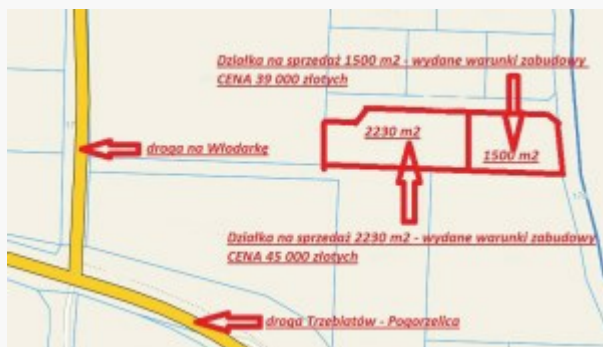 Działka na sprzedaż 1500 m2 - wydane warunki zabudowy
CENA 39 000 złotych
2230 m2
1500 m2
droga na Włodarkę
Działka na sprzedaż 2230 m2 - wydane warunki zabudowy
CENA 45 000 złotych
droga Trzebiatów - Pogorzelica